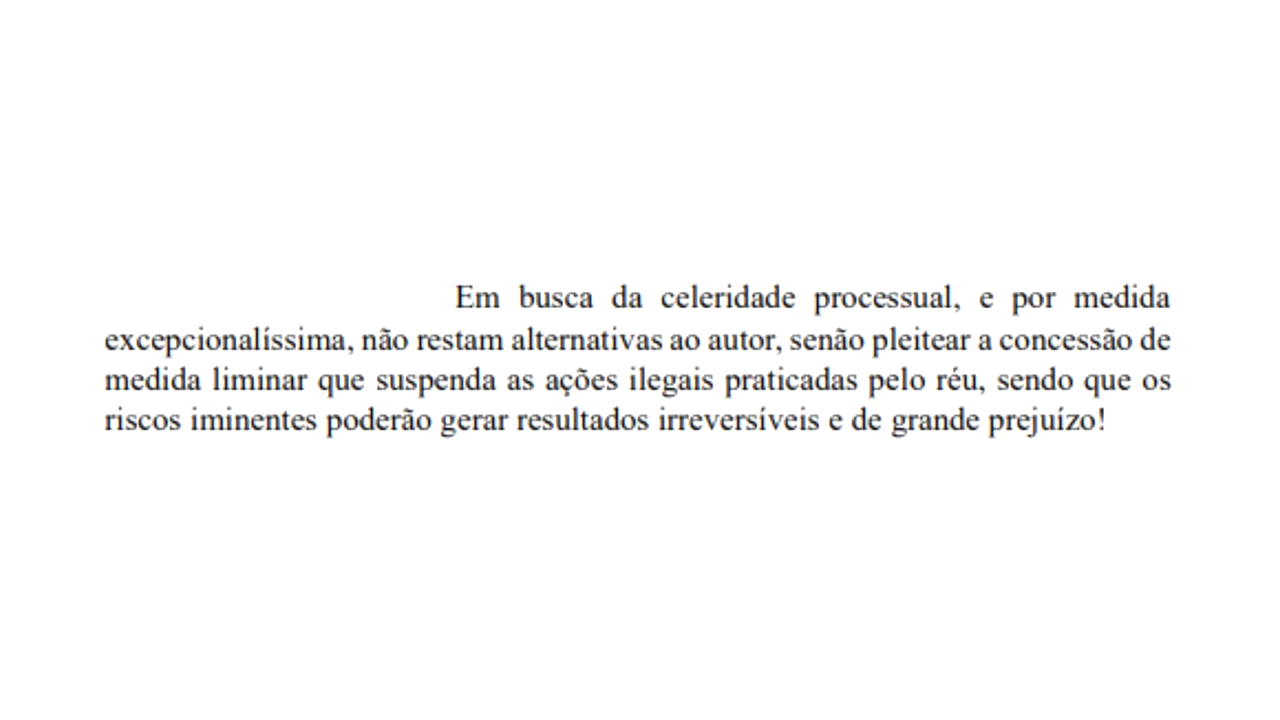 Em busca da celeridade processual, e por medida
excepcionalíssima, não restam alternativas ao autor, senão pleitear a concessão de
medida liminar que suspenda as ações ilegais praticadas pelo réu, sendo que os
riscos iminentes poderão gerar resultados irreversíveis e de grande prejuízo!